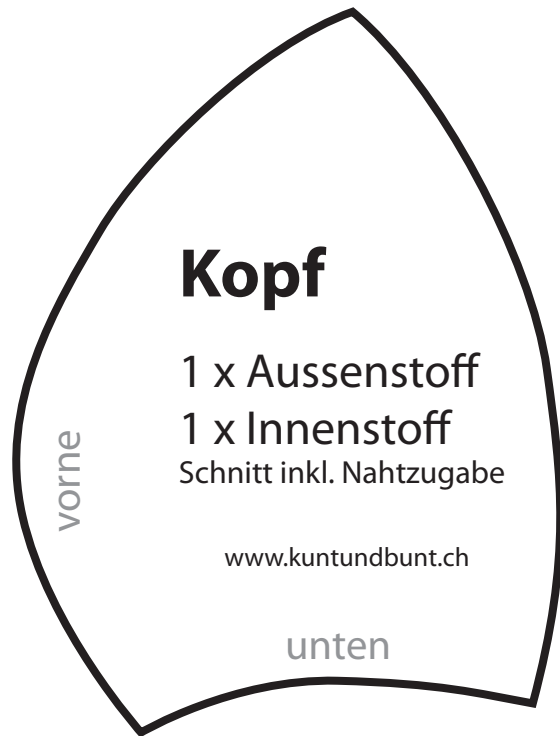 Kopf
1 x Aussenstoff
1 x Innenstoff
Schnitt inkl. Nahtzugabe
vorne
www.kuntundbunt.ch
unten